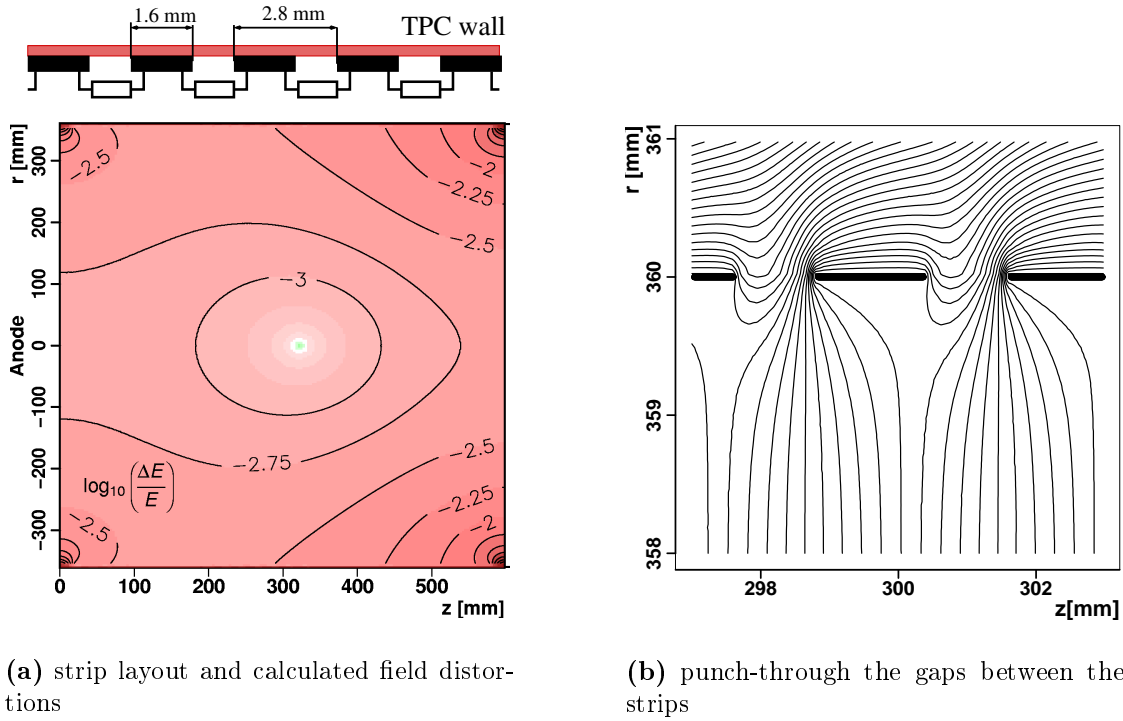 1.6 mm
2.8 mm
TPC wall
r [mm]
300
200
100
0
−100
−200
−300
Anode
−2.5
−2
−2.25
−2.5
−3
−2.75
−2.5
−2.25
−2
−2.5
log10(ΔE/E)
0 100 200 300 400 500
z [mm]
(a) strip layout and calculated field distor-
tions
r [mm]
361
360
359
358
298 300 302
z[mm]
(b) punch-through the gaps between the
strips